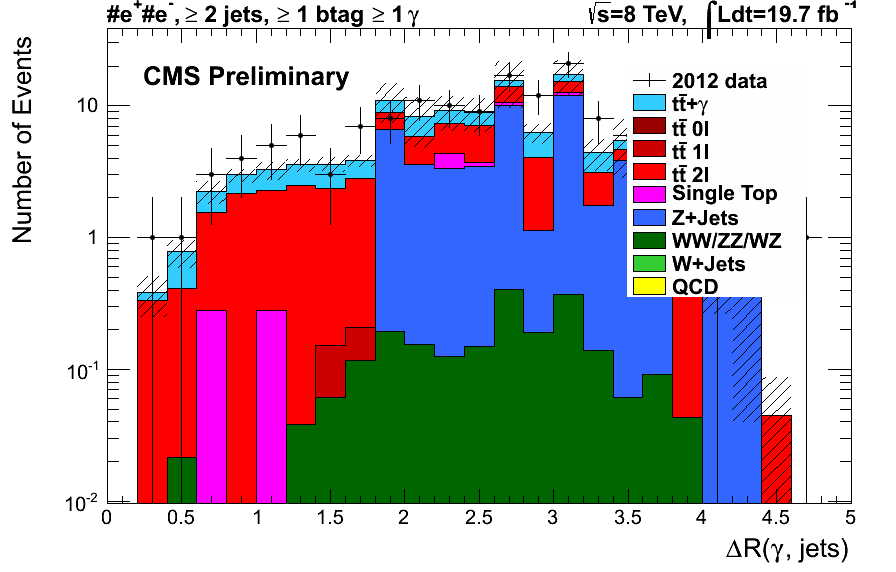 #e⁺#e⁻, ≥ 2 jets, ≥ 1 btag ≥ 1 γ √s=8 TeV, ∫Ldt=19.7 fb⁻¹
CMS Preliminary
Number of Events
10
1
10⁻¹
10⁻²
2012 data
tt̄+γ
tt̄ 0l
tt̄ 1l
tt̄ 2l
Single Top
Z+Jets
WW/ZZ/WZ
W+Jets
QCD
0 0.5 1 1.5 2 2.5 3 3.5 4 4.5 5
ΔR(γ, jets)